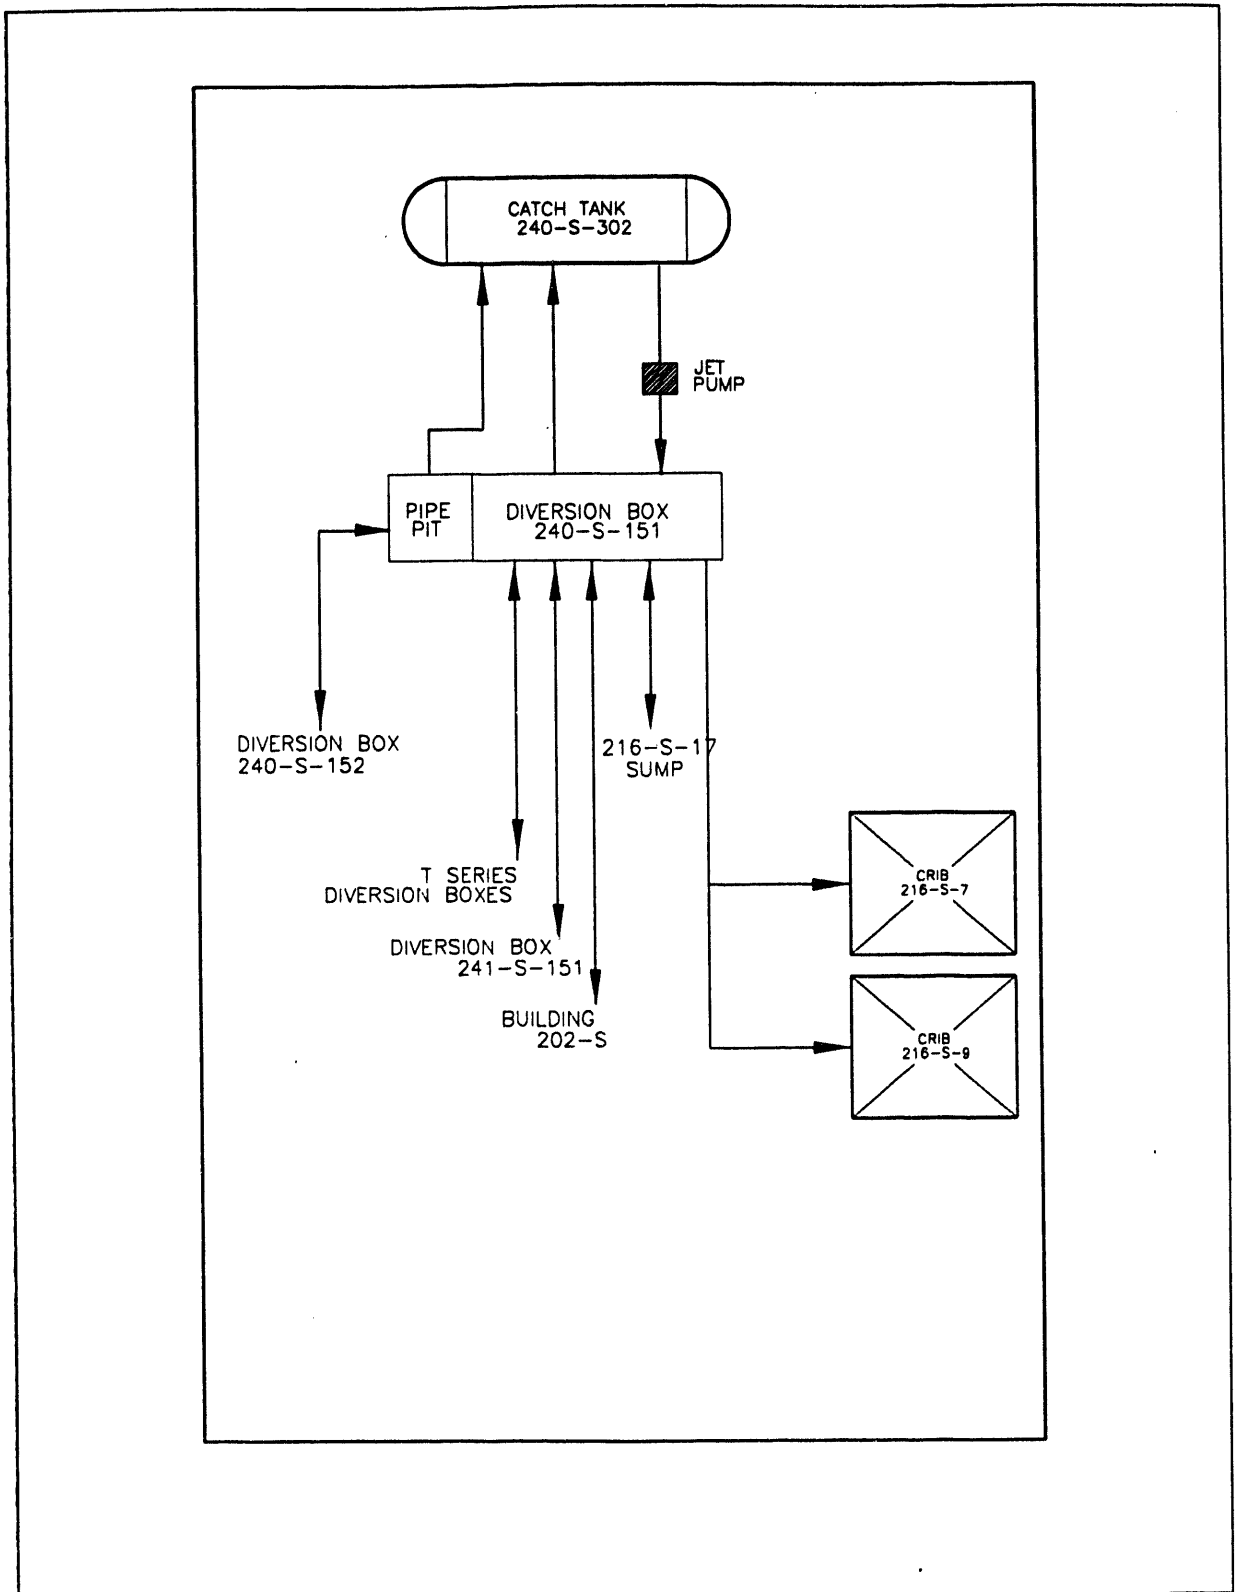 CATCH TANK
240-S-302
JET
PUMP
PIPE
PIT
DIVERSION BOX
240-S-151
DIVERSION BOX
240-S-152
216-S-17
SUMP
T SERIES
DIVERSION BOXES
DIVERSION BOX
241-S-151
BUILDING
202-S
CRIB
216-S-7
CRIB
216-S-9